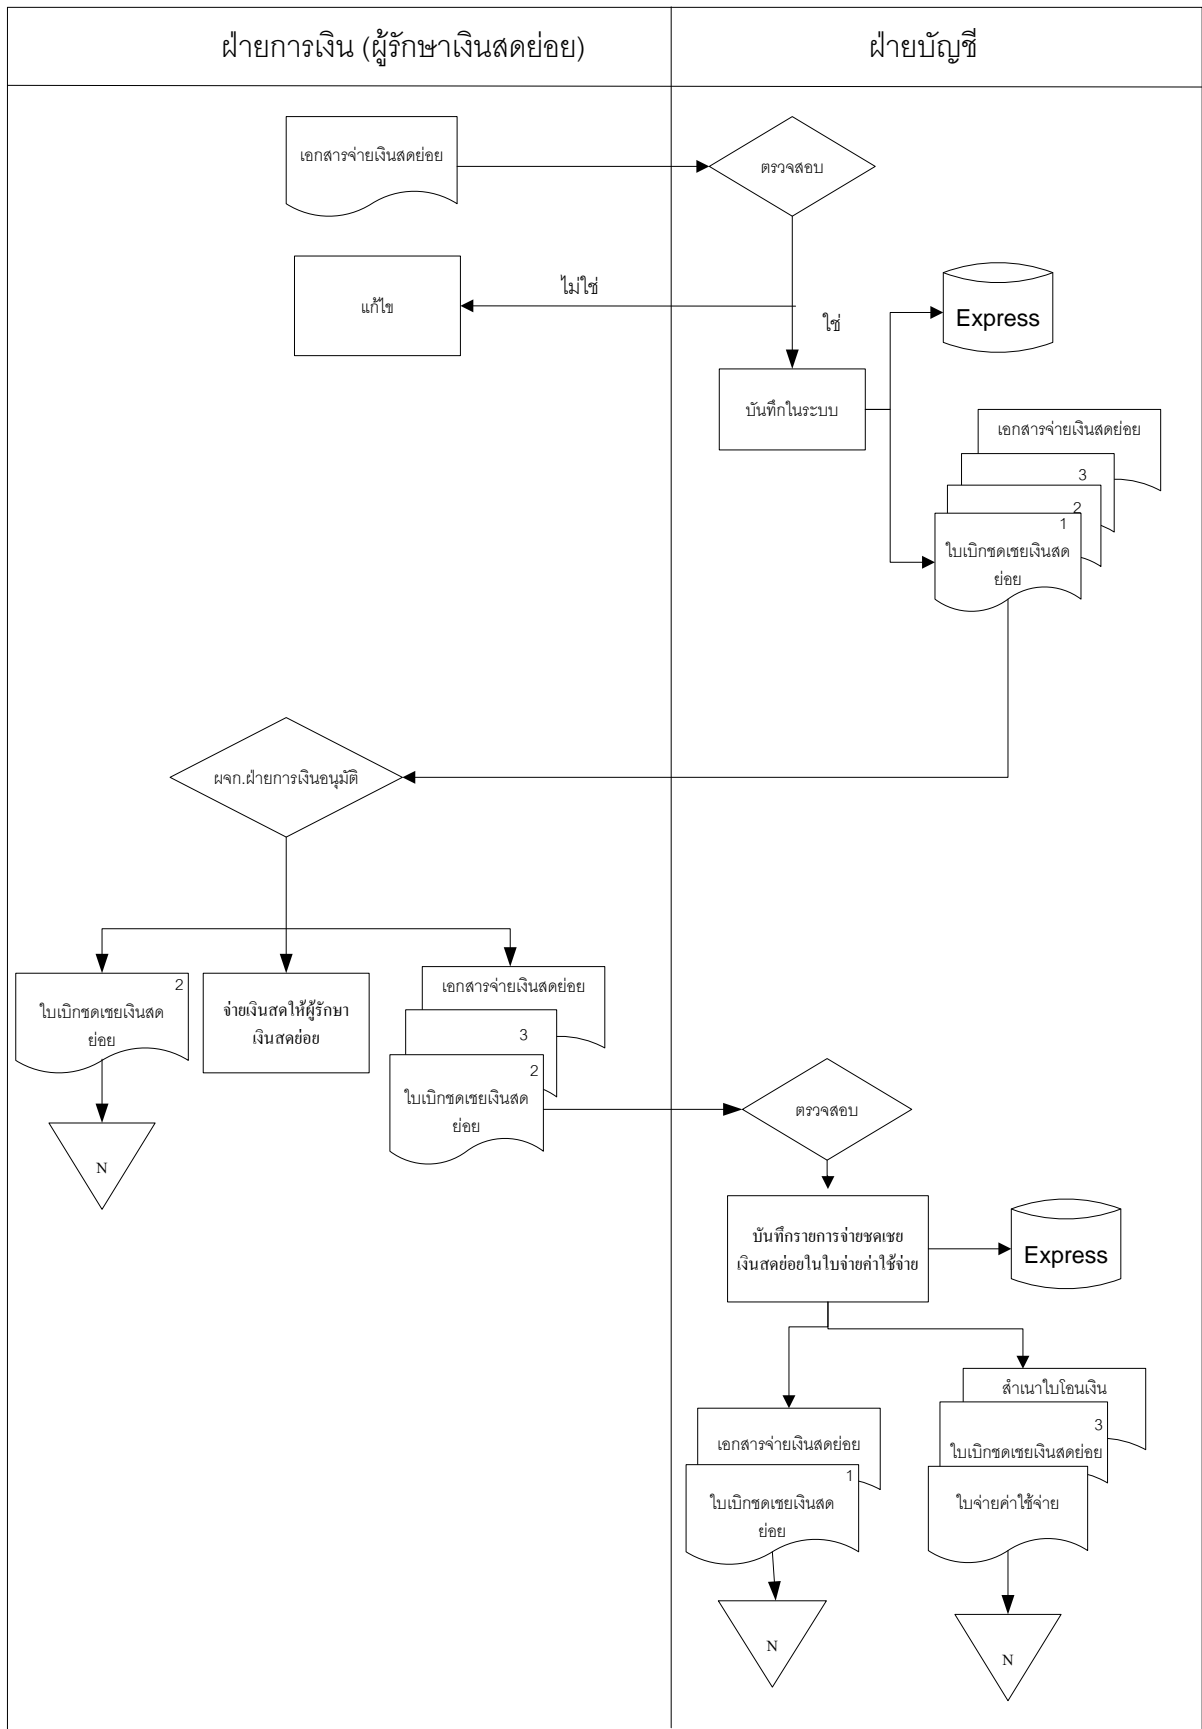 ฝ่ายการเงิน (ผู้รักษาเงินสดย่อย)
ฝ่ายบัญชี
เอกสารจ่ายเงินสดย่อย
ตรวจสอบ
ไม่ใช่
แก้ไข
ใช่
Express
บันทึกในระบบ
เอกสารจ่ายเงินสดย่อย
3
2
1
ใบเบิกชดเชยเงินสด
ย่อย
ผจก.ฝ่ายการเงินอนุมัติ
2
ใบเบิกชดเชยเงินสด
ย่อย
N
จ่ายเงินสดให้ผู้รักษา
เงินสดย่อย
เอกสารจ่ายเงินสดย่อย
3
2
ใบเบิกชดเชยเงินสด
ย่อย
ตรวจสอบ
บันทึกรายการจ่ายชดเชย
เงินสดย่อยในใบจ่ายค่าใช้จ่าย
Express
เอกสารจ่ายเงินสดย่อย
1
ใบเบิกชดเชยเงินสด
ย่อย
N
สำเนาใบโอนเงิน
3
ใบเบิกชดเชยเงินสดย่อย
ใบจ่ายค่าใช้จ่าย
N